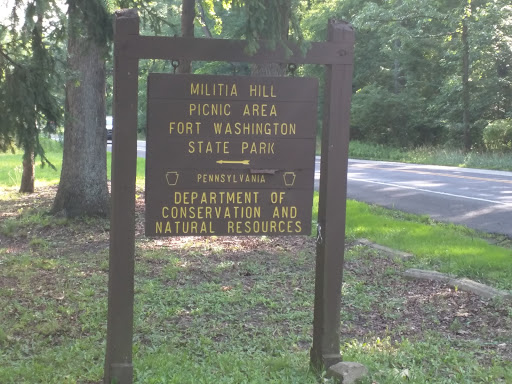 MILITIA HILL
PICNIC AREA
FORT WASHINGTON
STATE PARK
PENNSYLVANIA
DEPARTMENT OF
CONSERVATION AND
NATURAL RESOURCES